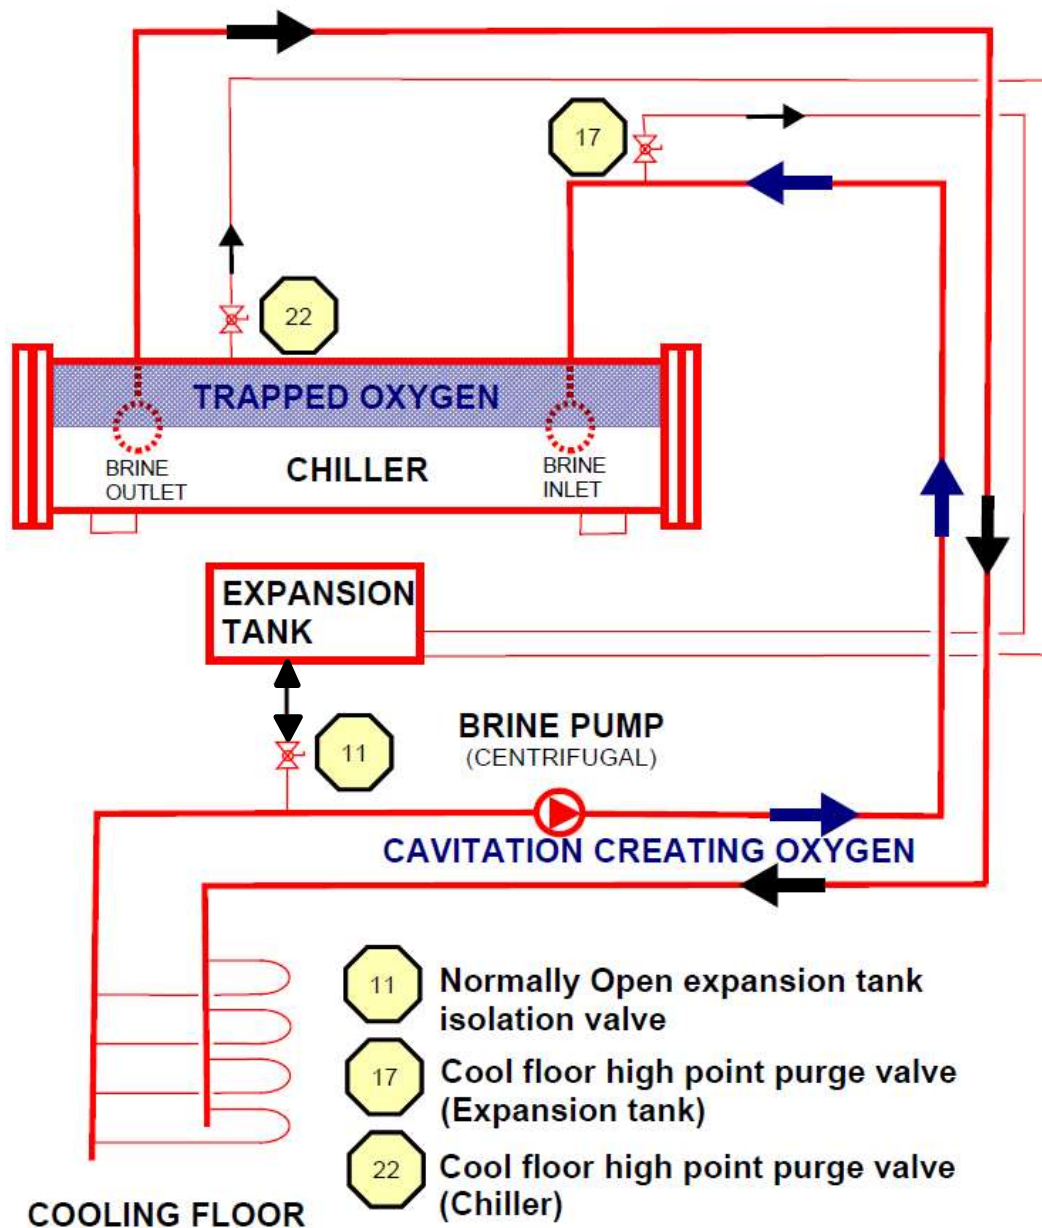 17
22
TRAPPED OXYGEN
BRINE
OUTLET
CHILLER
BRINE
INLET
EXPANSION
TANK
11
BRINE PUMP
(CENTRIFUGAL)
CAVITATION CREATING OXYGEN
11 Normally Open expansion tank
isolation valve
17 Cool floor high point purge valve
(Expansion tank)
22 Cool floor high point purge valve
(Chiller)
COOLING FLOOR